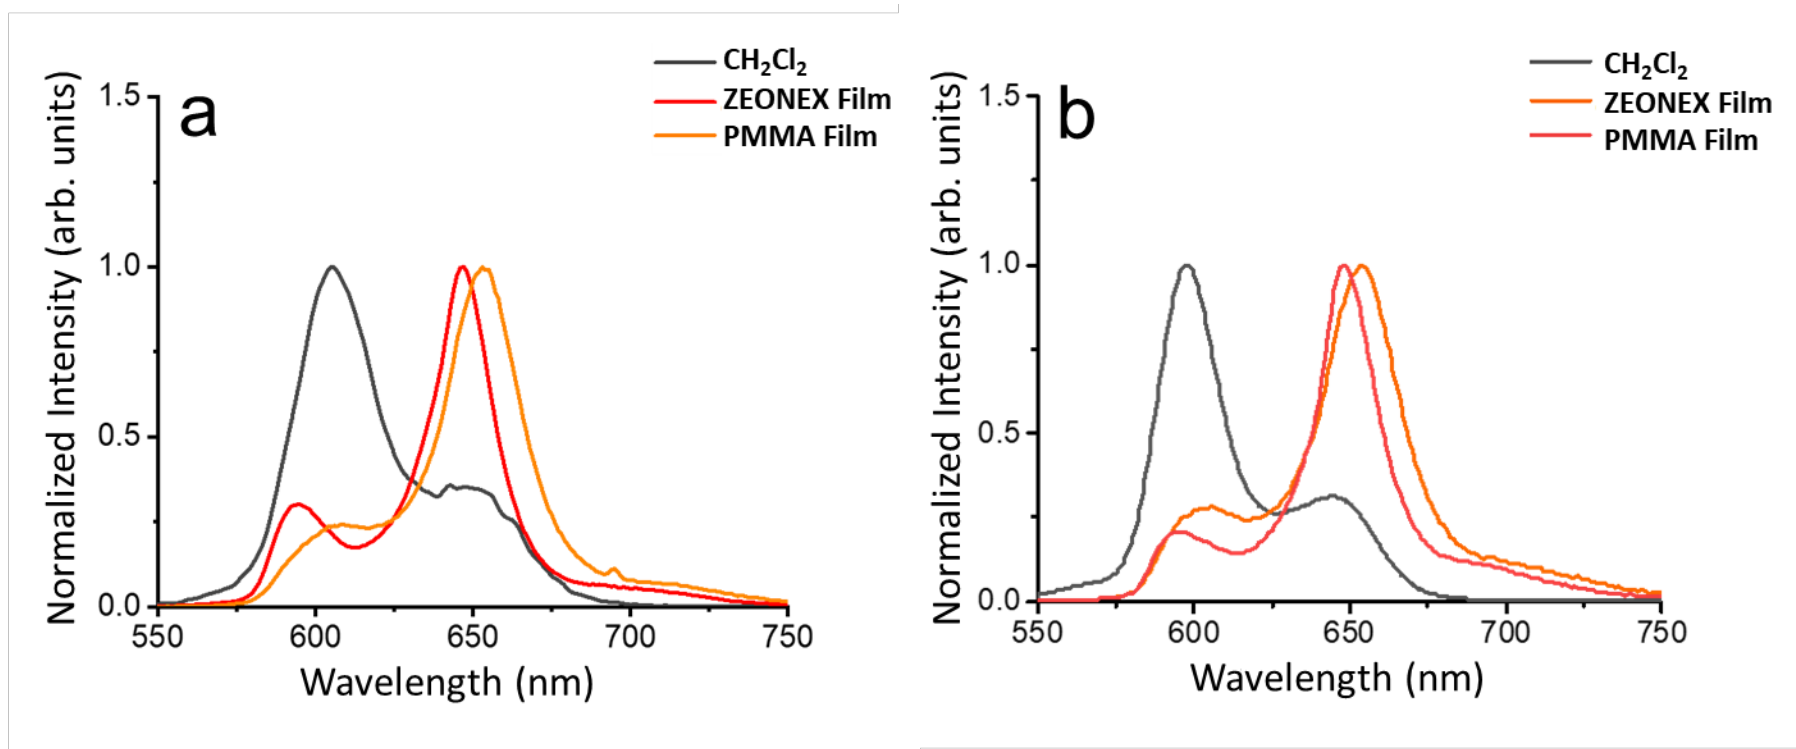 a
CH₂Cl₂
ZEONEX Film
PMMA Film
Normalized Intensity (arb. units)
1.5
1.0
0.5
0.0
550 600 650 700 750
Wavelength (nm)
b
CH₂Cl₂
ZEONEX Film
PMMA Film
Normalized Intensity (arb. units)
1.5
1.0
0.5
0.0
550 600 650 700 750
Wavelength (nm)